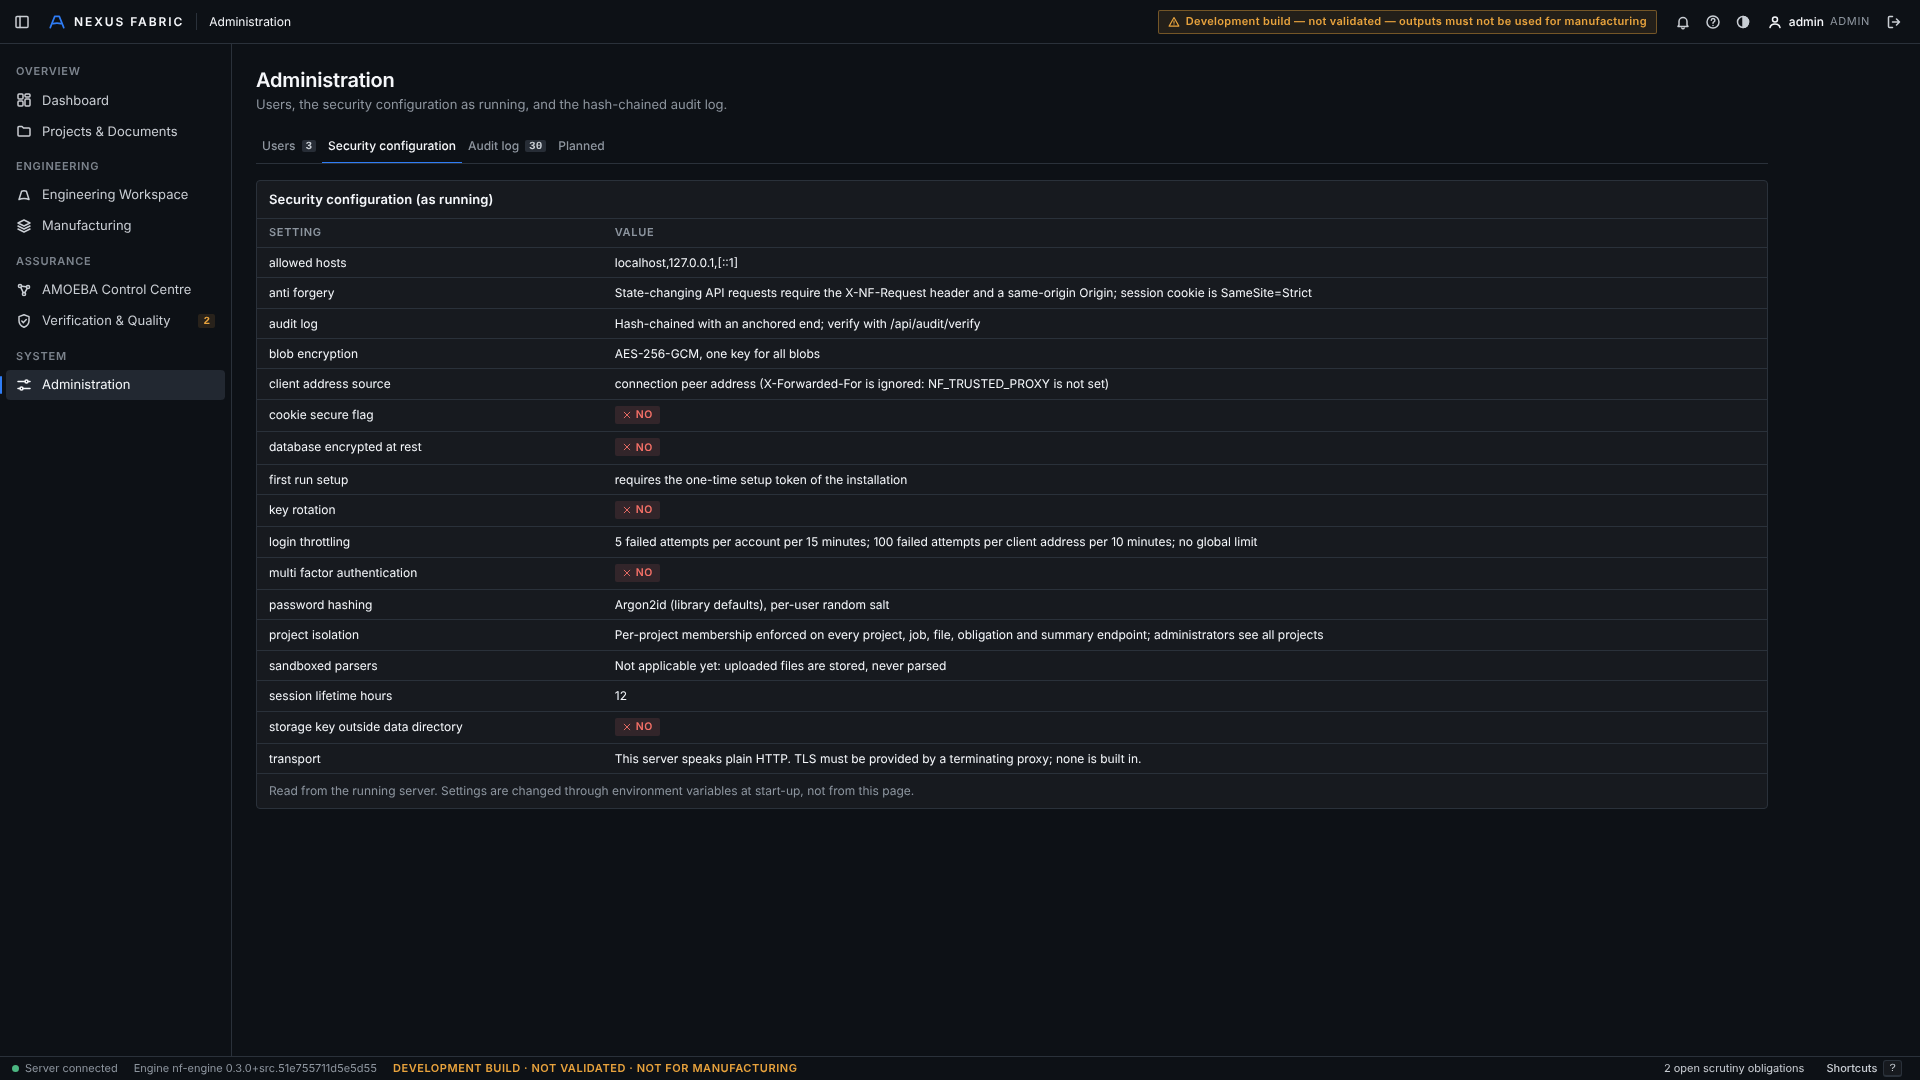 NEXUS FABRIC
Administration
Development build — not validated — outputs must not be used for manufacturing
admin ADMIN
OVERVIEW
Dashboard
Projects & Documents
ENGINEERING
Engineering Workspace
Manufacturing
ASSURANCE
AMOEBA Control Centre
Verification & Quality 2
SYSTEM
Administration
Administration
Users, the security configuration as running, and the hash-chained audit log.
Users 3 Security configuration Audit log 30 Planned
Security configuration (as running)
SETTING VALUE
allowed hosts localhost,127.0.0.1,[::1]
anti forgery State-changing API requests require the X-NF-Request header and a same-origin Origin; session cookie is SameSite=Strict
audit log Hash-chained with an anchored end; verify with /api/audit/verify
blob encryption AES-256-GCM, one key for all blobs
client address source connection peer address (X-Forwarded-For is ignored: NF_TRUSTED_PROXY is not set)
cookie secure flag NO
database encrypted at rest NO
first run setup requires the one-time setup token of the installation
key rotation NO
login throttling 5 failed attempts per account per 15 minutes; 100 failed attempts per client address per 10 minutes; no global limit
multi factor authentication NO
password hashing Argon2id (library defaults), per-user random salt
project isolation Per-project membership enforced on every project, job, file, obligation and summary endpoint; administrators see all projects
sandboxed parsers Not applicable yet: uploaded files are stored, never parsed
session lifetime hours 12
storage key outside data directory NO
transport This server speaks plain HTTP. TLS must be provided by a terminating proxy; none is built in.
Read from the running server. Settings are changed through environment variables at start-up, not from this page.
Server connected Engine nf-engine 0.3.0+src.51e755711d5e5d55 DEVELOPMENT BUILD · NOT VALIDATED · NOT FOR MANUFACTURING 2 open scrutiny obligations Shortcuts ?